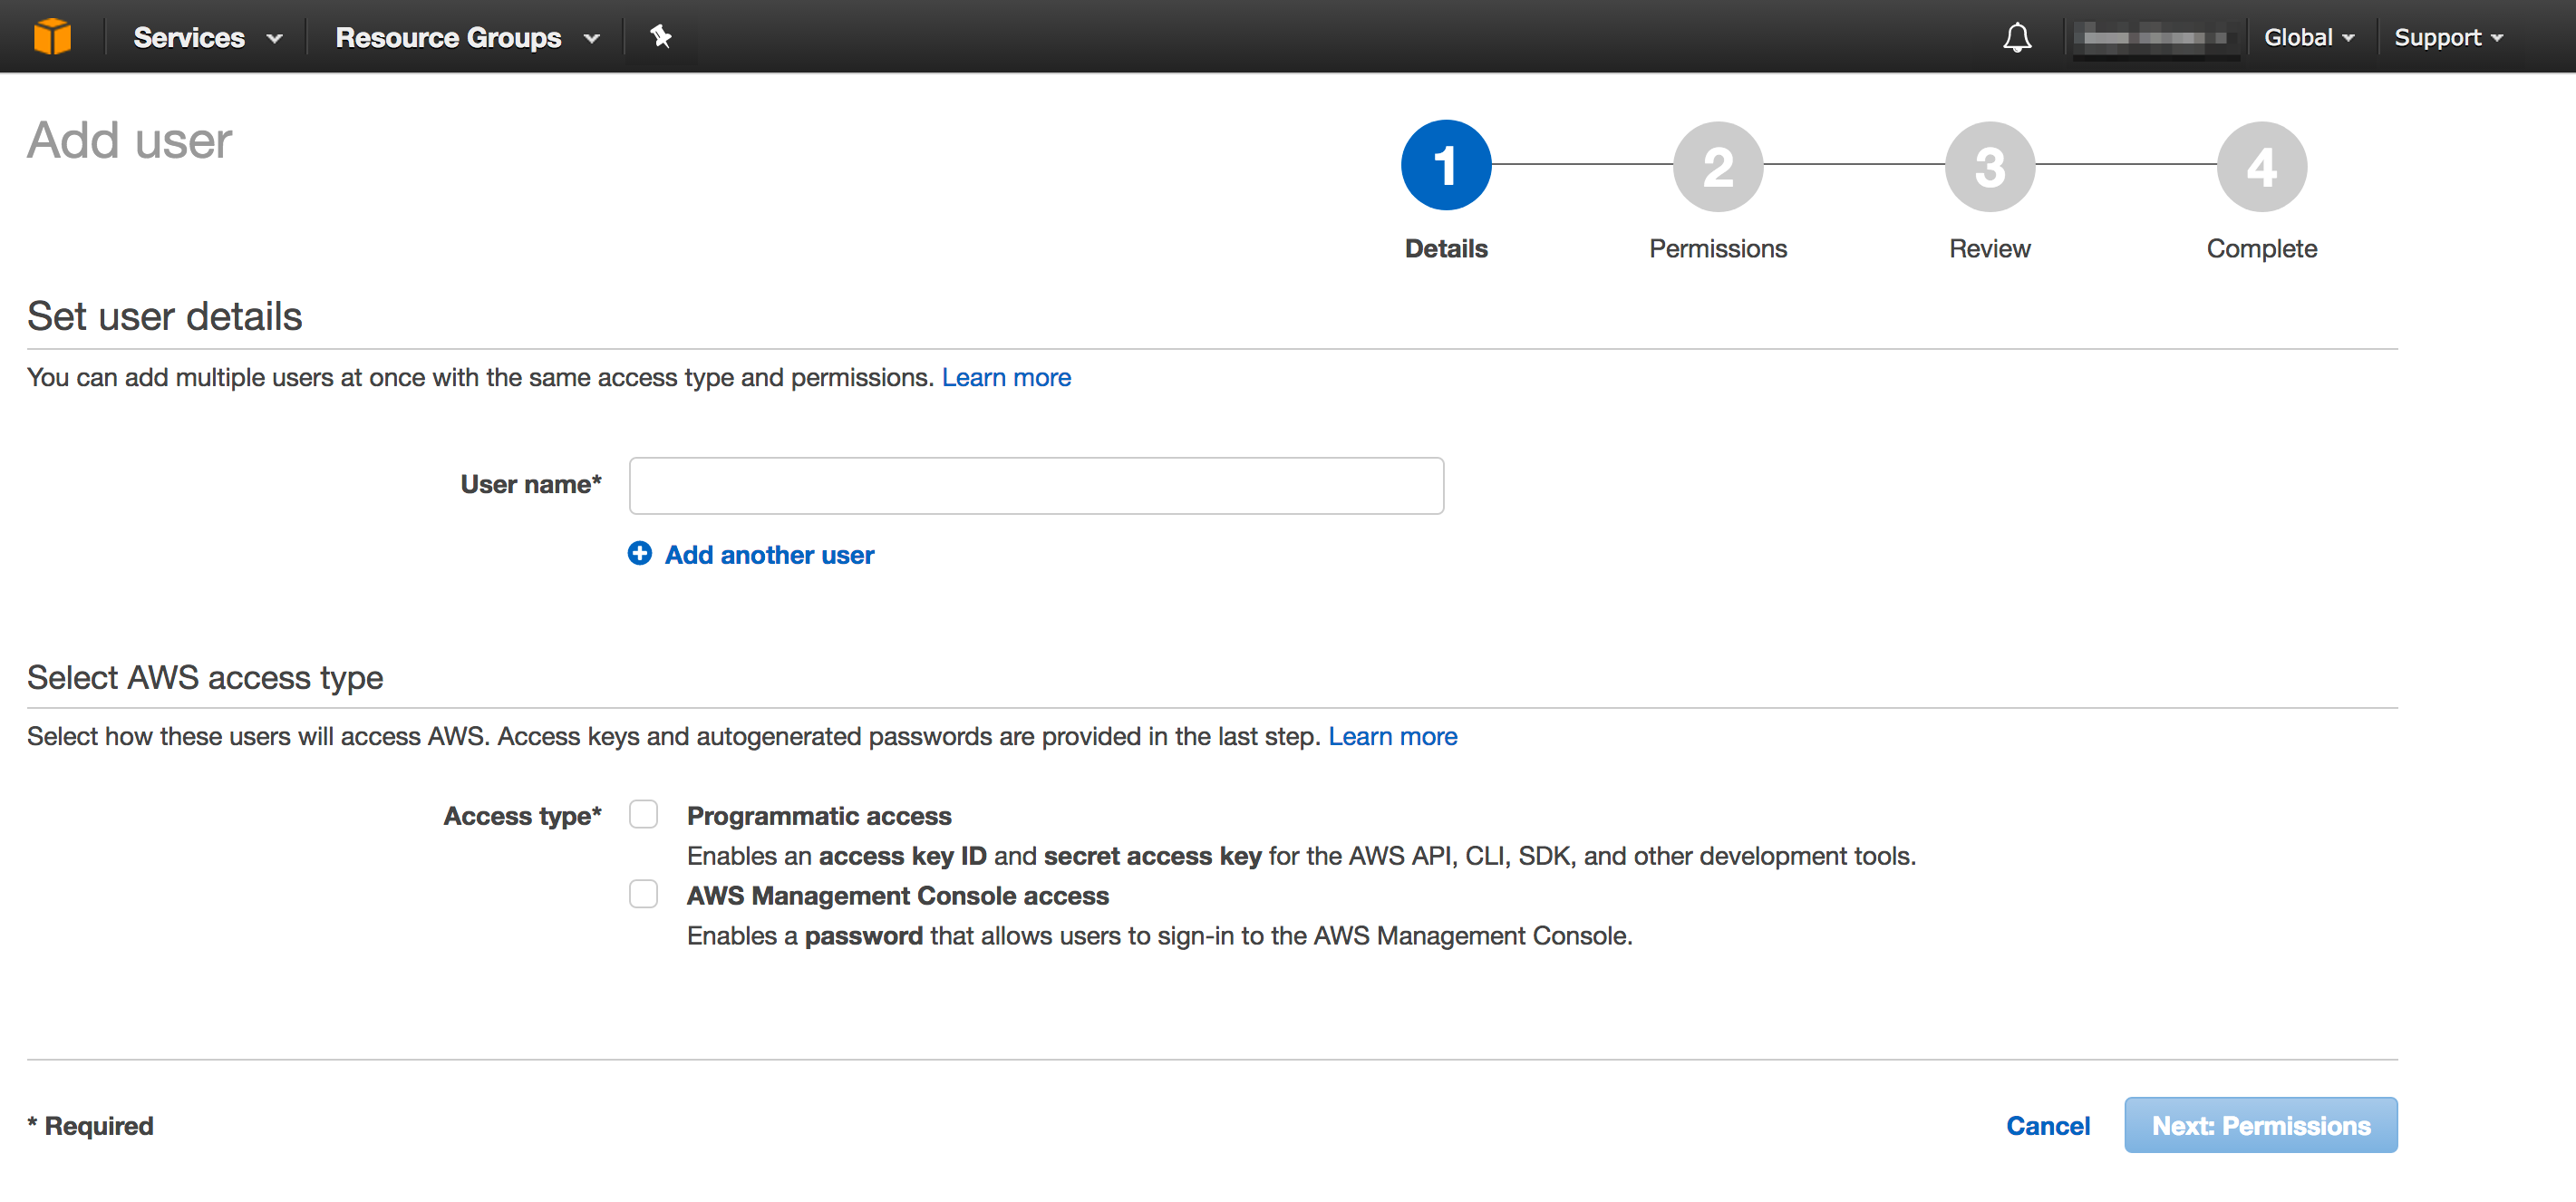 Services Resource Groups Global Support
Add user
1 2 3 4
Details Permissions Review Complete
Set user details
You can add multiple users at once with the same access type and permissions. Learn more
User name*
Add another user
Select AWS access type
Select how these users will access AWS. Access keys and autogenerated passwords are provided in the last step. Learn more
Access type* Programmatic access
Enables an access key ID and secret access key for the AWS API, CLI, SDK, and other development tools.
AWS Management Console access
Enables a password that allows users to sign-in to the AWS Management Console.
* Required Cancel Next: Permissions